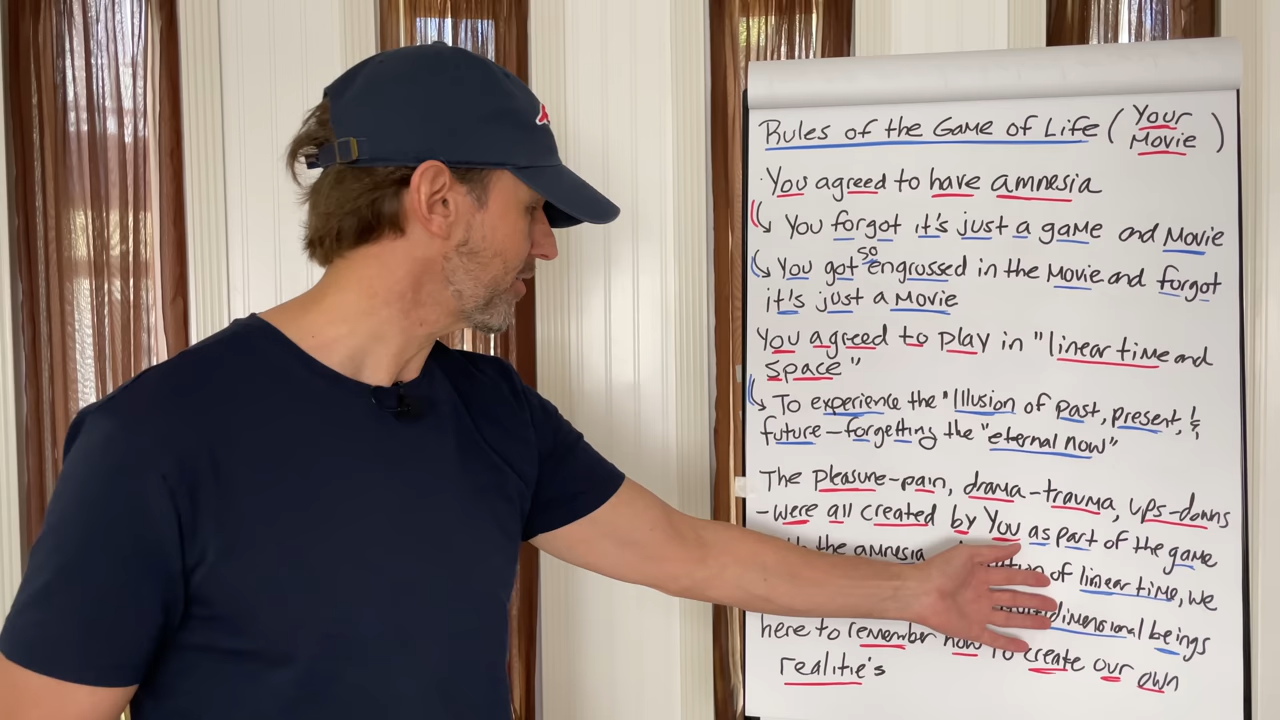 Rules of the Game of Life (Your Movie)
You agreed to have amnesia
You forgot it's just a game and Movie
You got so engrossed in the Movie and forgot
it's just a Movie
You agreed to play in "linear time and
space"
To experience the "Illusion of past, present, &
future-forgetting the "eternal now"
The pleasure-pain, drama-trauma, ups-downs
-were all created by You as part of the game
the amnesia of linear time, we
dimensional beings
here to remember how to create our own
realitie's